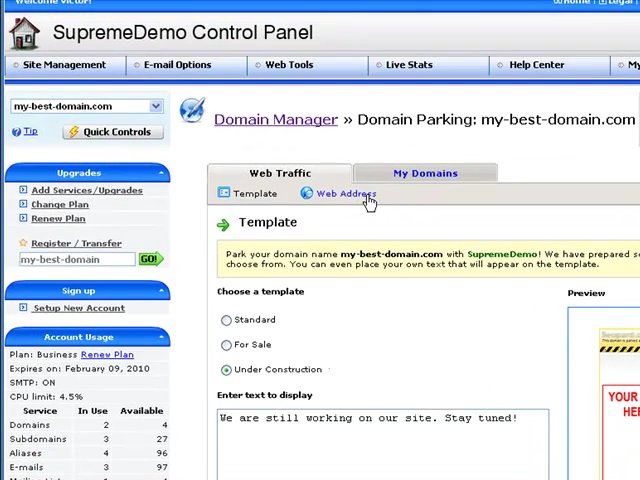 Welcome Victor!
Home | Legal
SupremeDemo Control Panel
Site Management
E-mail Options
Web Tools
Live Stats
Help Center
My
my-best-domain.com
Tip
Quick Controls
Domain Manager » Domain Parking: my-best-domain.com
Upgrades
Add Services/Upgrades
Change Plan
Renew Plan
Register / Transfer
my-best-domain
GO!
Sign up
Setup New Account
Account Usage
Plan: Business Renew Plan
Expires on: February 09, 2010
SMTP: ON
CPU limit: 4.5%
Service In Use Available
Domains 2 4
Subdomains 3 27
Aliases 4 96
E-mails 3 97
Web Traffic
My Domains
Template
Web Address
Template
Park your domain name my-best-domain.com with SupremeDemo! We have prepared
choose from. You can even place your own text that will appear on the template.
Choose a template
Standard
For Sale
Under Construction
Enter text to display
We are still working on our site. Stay tuned!
Preview
YOUR